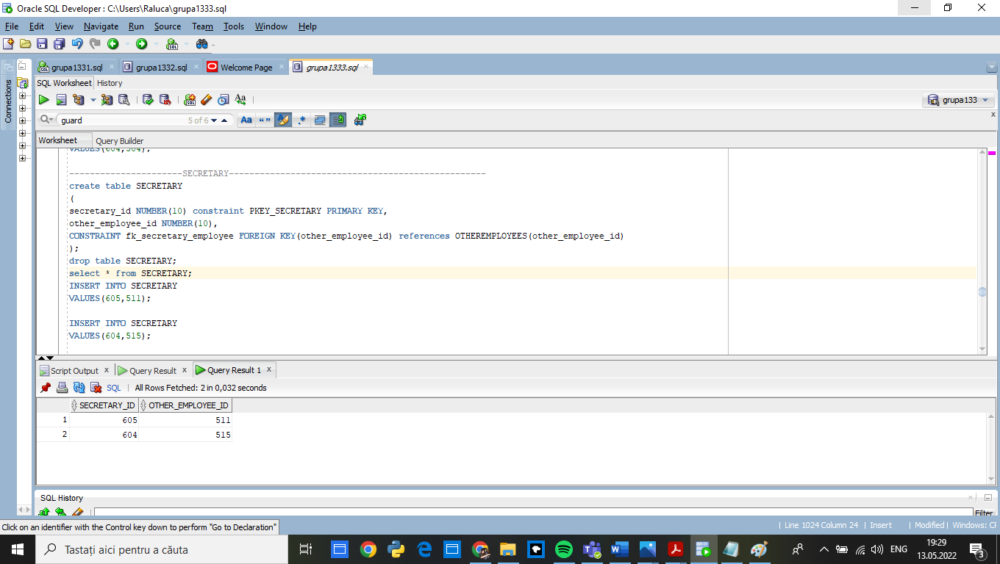 Oracle SQL Developer : C:\Users\Raluca\grupa1333.sql
File Edit View Navigate Run Source Team Tools Window Help
grupa1331.sql grupa1332.sql Welcome Page grupa1333.sql
Connections
SQL Worksheet History
grupa133
guard 5 of 6
Worksheet Query Builder
VALUES(604,504);
----------------------SECRETARY--------------------------------------------------
create table SECRETARY
(
secretary_id NUMBER(10) constraint PKEY_SECRETARY PRIMARY KEY,
other_employee_id NUMBER(10),
CONSTRAINT fk_secretary_employee FOREIGN KEY(other_employee_id) references OTHEREMPLOYEES(other_employee_id)
);
drop table SECRETARY;
select * from SECRETARY;
INSERT INTO SECRETARY
VALUES(605,511);
INSERT INTO SECRETARY
VALUES(604,515);
Script Output Query Result Query Result 1
SQL All Rows Fetched: 2 in 0,032 seconds
SECRETARY_ID OTHER_EMPLOYEE_ID
1 605 511
2 604 515
SQL History
Filter
Click on an identifier with the Control key down to perform "Go to Declaration"
Line 1024 Column 24 Insert Modified Windows: CF
Tastați aici pentru a căuta
ENG 19:29
13.05.2022
3